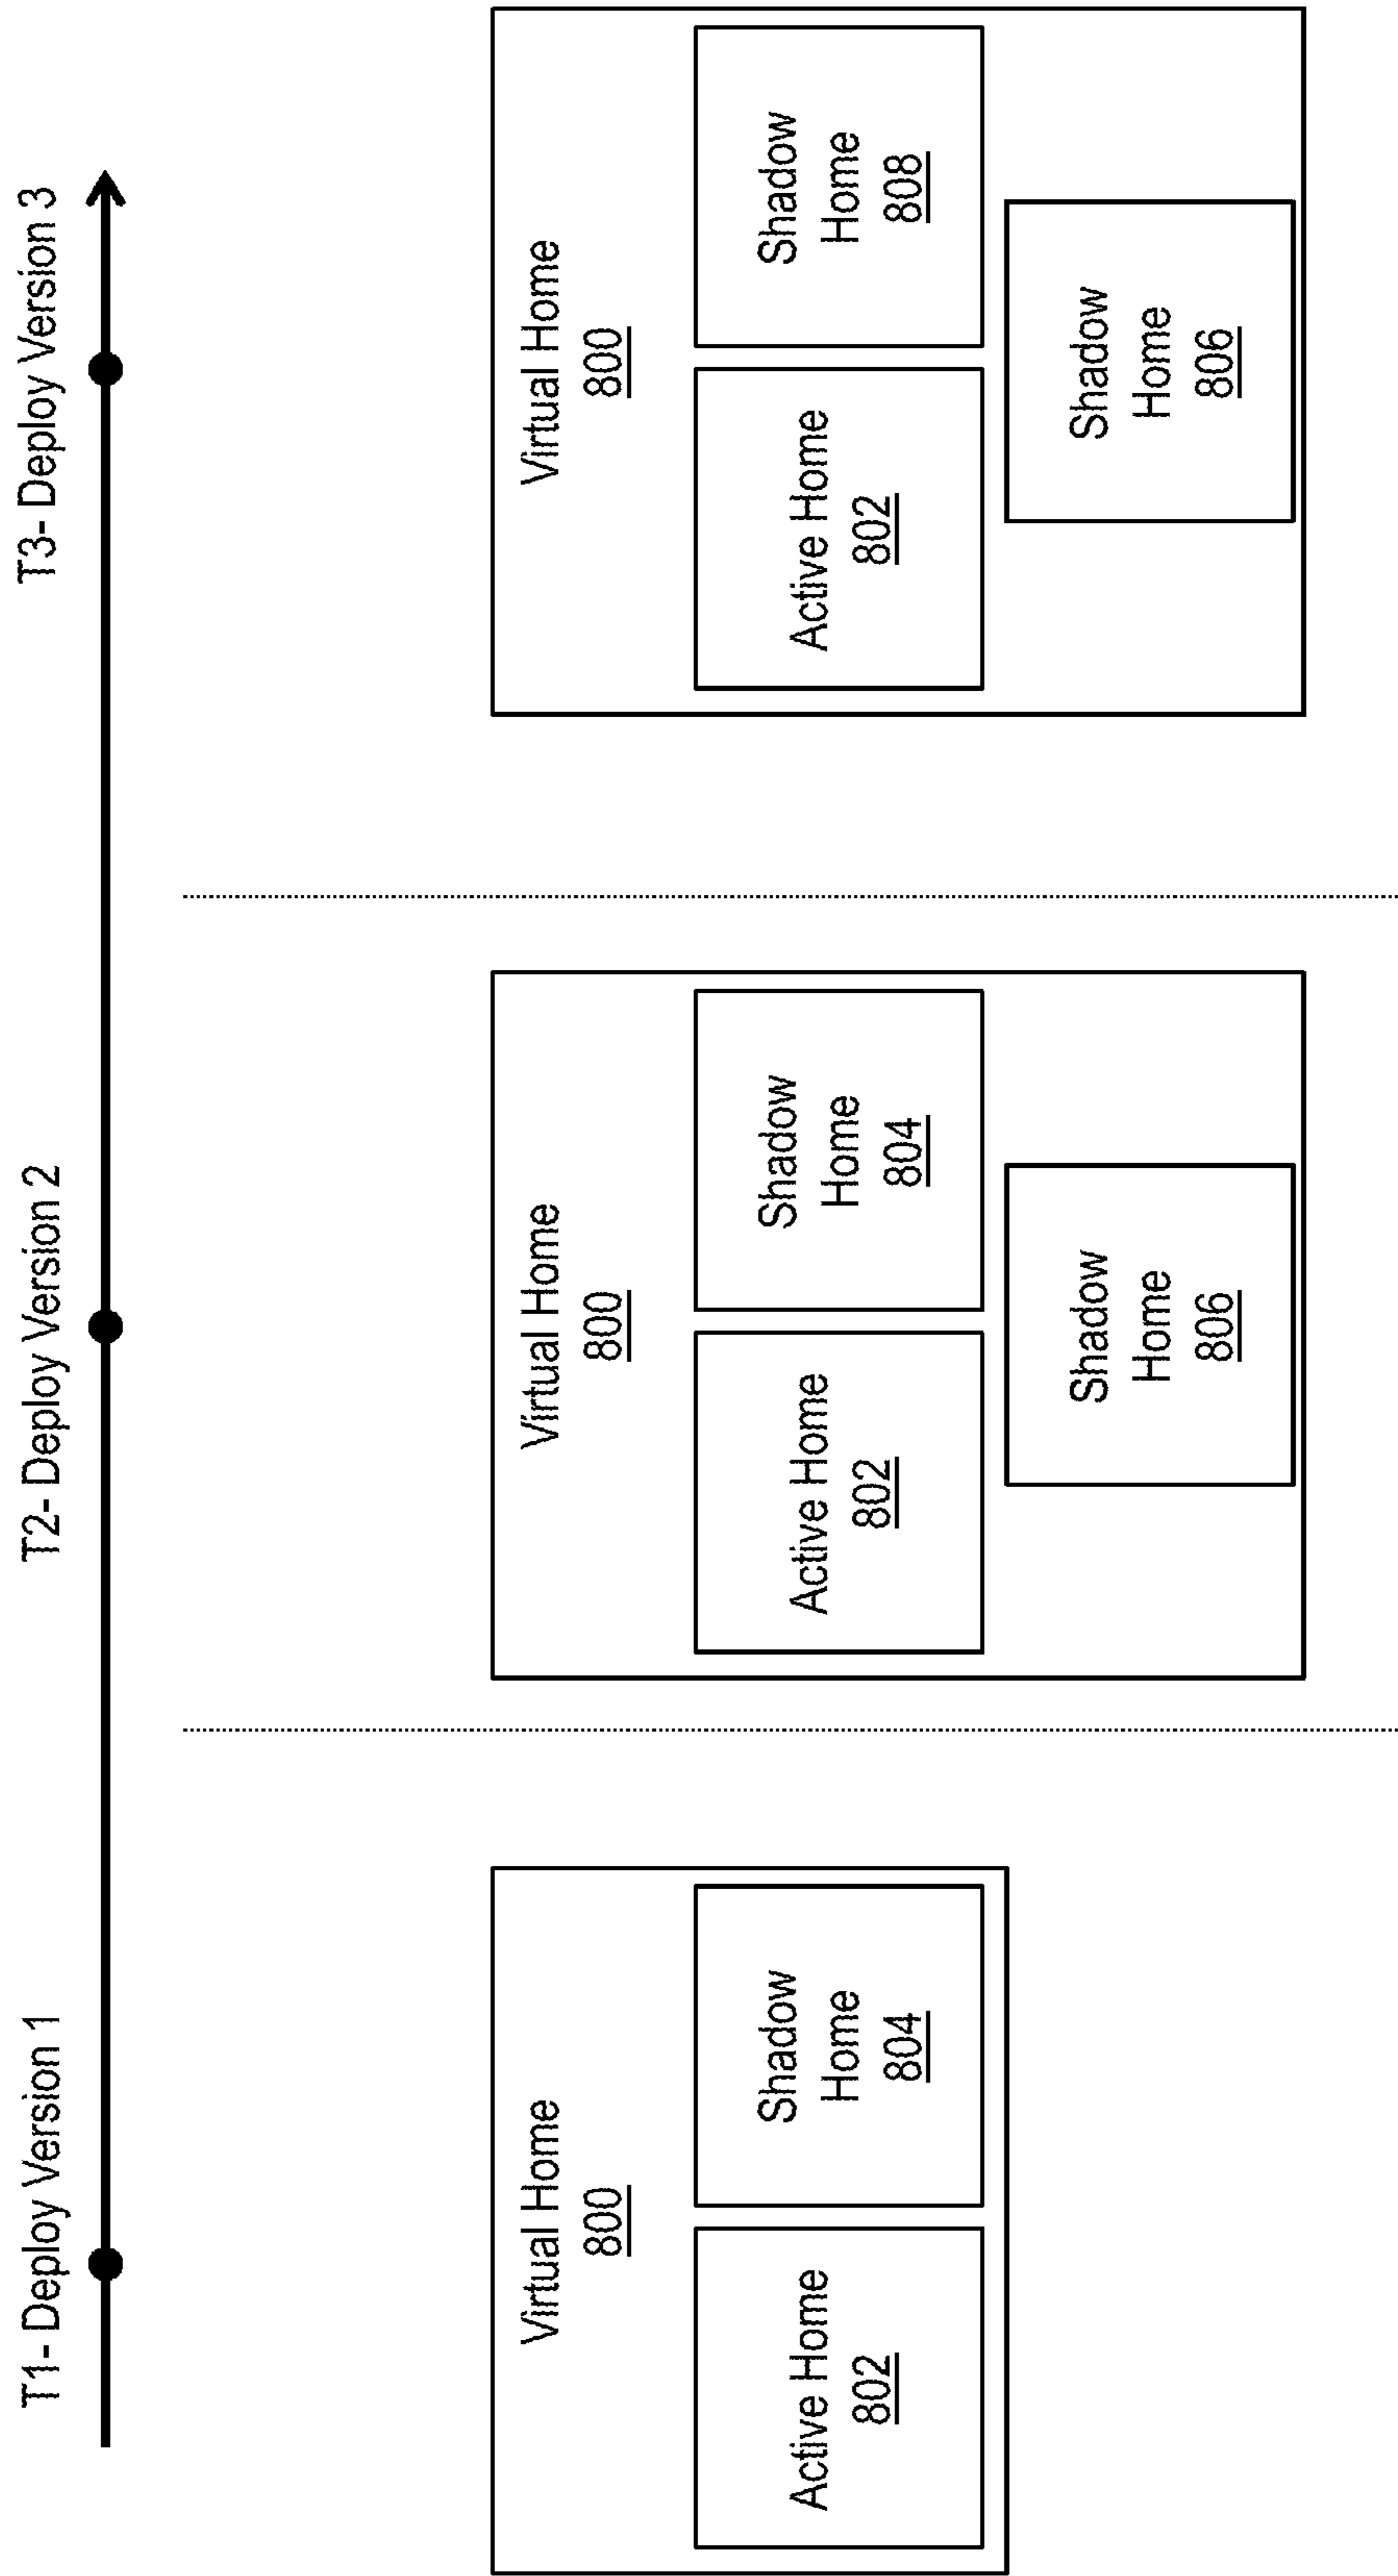 T1- Deploy Version 1
T2- Deploy Version 2
T3- Deploy Version 3
Virtual Home
800
Active Home
802
Shadow
Home
804
Virtual Home
800
Active Home
802
Shadow
Home
804
Shadow
Home
806
Virtual Home
800
Active Home
802
Shadow
Home
808
Shadow
Home
806